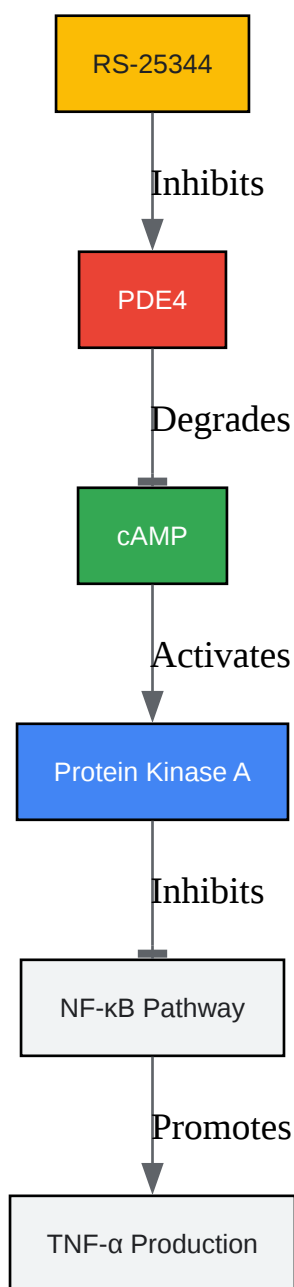 RS-25344
Inhibits
PDE4
Degrades
cAMP
Activates
Protein Kinase A
Inhibits
NF-κB Pathway
Promotes
TNF-α Production